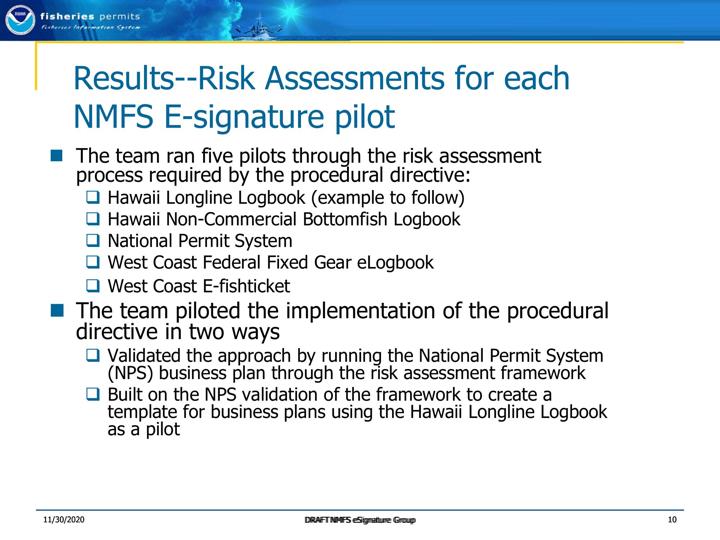 fisheries permits
Fisheries Information System
Results--Risk Assessments for each
NMFS E-signature pilot
The team ran five pilots through the risk assessment
process required by the procedural directive:
Hawaii Longline Logbook (example to follow)
Hawaii Non-Commercial Bottomfish Logbook
National Permit System
West Coast Federal Fixed Gear eLogbook
West Coast E-fishticket
The team piloted the implementation of the procedural
directive in two ways
Validated the approach by running the National Permit System
(NPS) business plan through the risk assessment framework
Built on the NPS validation of the framework to create a
template for business plans using the Hawaii Longline Logbook
as a pilot
11/30/2020
DRAFT NMFS eSignature Group
10